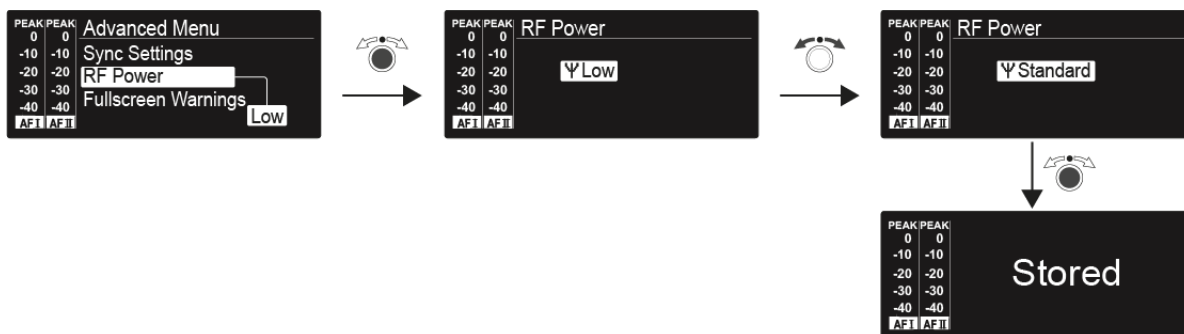 PEAK PEAK
0 0
-10 -10
-20 -20
-30 -30
-40 -40
AF I AF II
Advanced Menu
Sync Settings
RF Power
Fullscreen Warnings
Low
PEAK PEAK
0 0
-10 -10
-20 -20
-30 -30
-40 -40
AF I AF II
RF Power
Low
PEAK PEAK
0 0
-10 -10
-20 -20
-30 -30
-40 -40
AF I AF II
RF Power
Standard
PEAK PEAK
0 0
-10 -10
-20 -20
-30 -30
-40 -40
AF I AF II
Stored